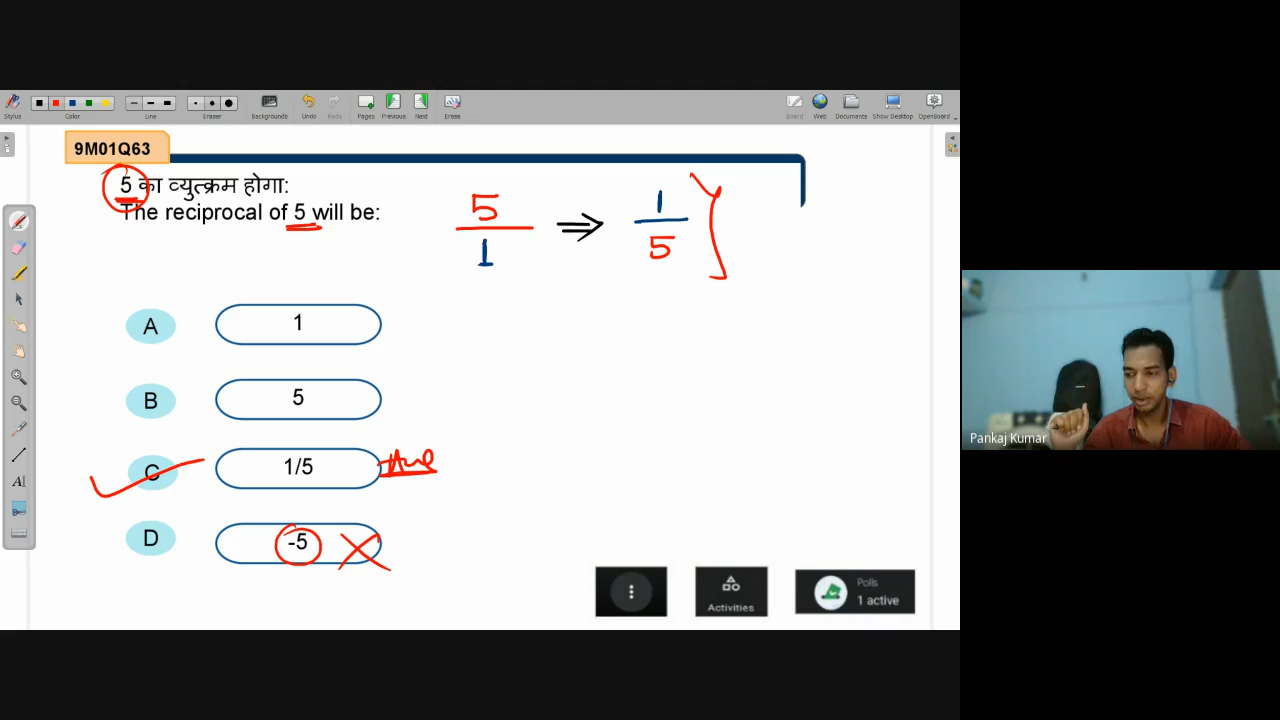 Stylus
Color
Line
Eraser
Backgrounds
Undo
Redo
Pages
Previous
Next
Erase
Board
Web
Documents
Show Desktop
OpenBoard
9M01Q63
5 का व्युत्क्रम होगा:
The reciprocal of 5 will be:
5
1
⇒
1
5
A
1
B
5
C
1/5
Ans
D
-5
Polls
1 active
Activities
Pankaj Kumar